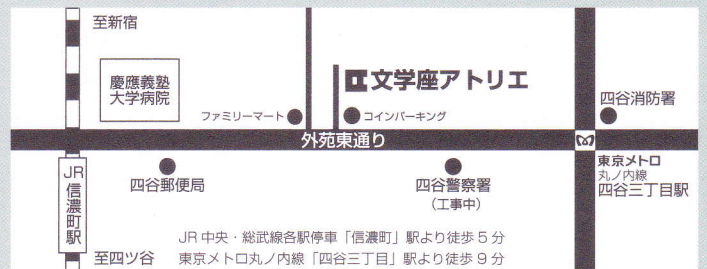 至新宿
慶應義塾
大学病院
文学座アトリエ
ファミリーマート
コインパーキング
四谷消防署
外苑東通り
四谷郵便局
四谷警察署
(工事中)
東京メトロ
丸ノ内線
四谷三丁目駅
JR
信濃町駅
至四ツ谷
JR中央・総武線各駅停車「信濃町」駅より徒歩5分
東京メトロ丸ノ内線「四谷三丁目」駅より徒歩9分